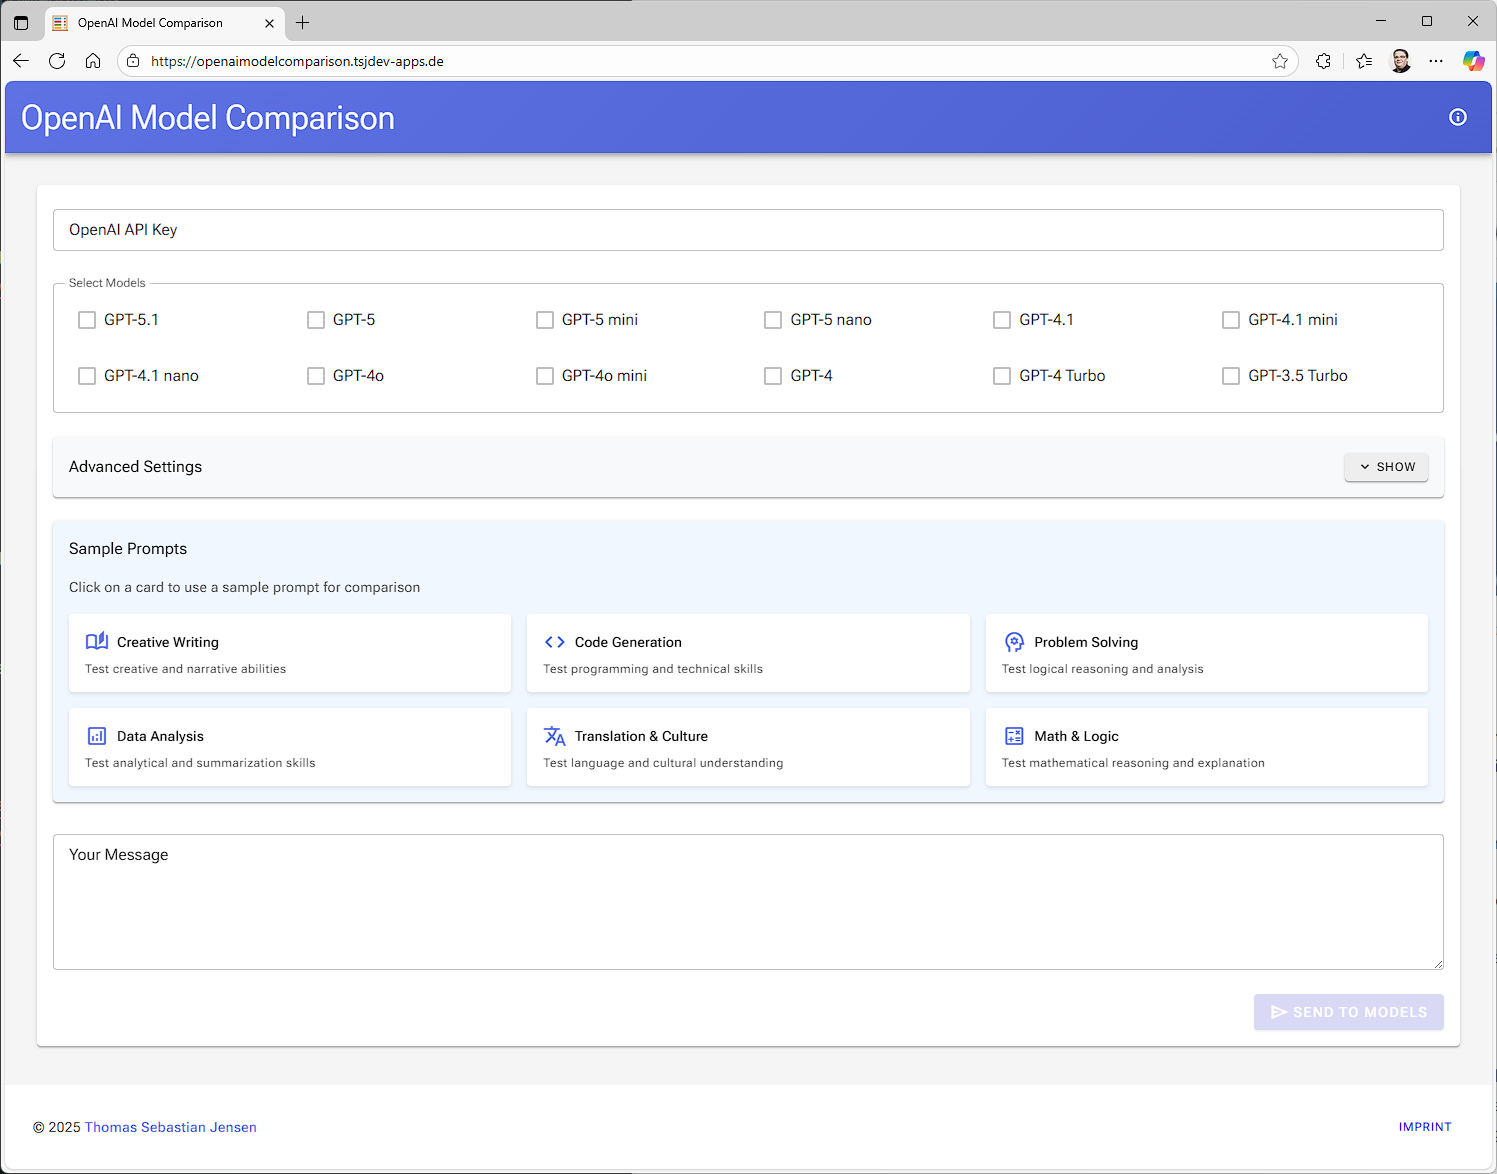 OpenAI Model Comparison
https://openaimodelcomparison.tsjdev-apps.de
OpenAI Model Comparison
OpenAI API Key
Select Models
GPT-5.1 GPT-5 GPT-5 mini GPT-5 nano GPT-4.1 GPT-4.1 mini
GPT-4.1 nano GPT-4o GPT-4o mini GPT-4 GPT-4 Turbo GPT-3.5 Turbo
Advanced Settings SHOW
Sample Prompts
Click on a card to use a sample prompt for comparison
Creative Writing
Test creative and narrative abilities
Code Generation
Test programming and technical skills
Problem Solving
Test logical reasoning and analysis
Data Analysis
Test analytical and summarization skills
Translation & Culture
Test language and cultural understanding
Math & Logic
Test mathematical reasoning and explanation
Your Message
SEND TO MODELS
© 2025 Thomas Sebastian Jensen IMPRINT